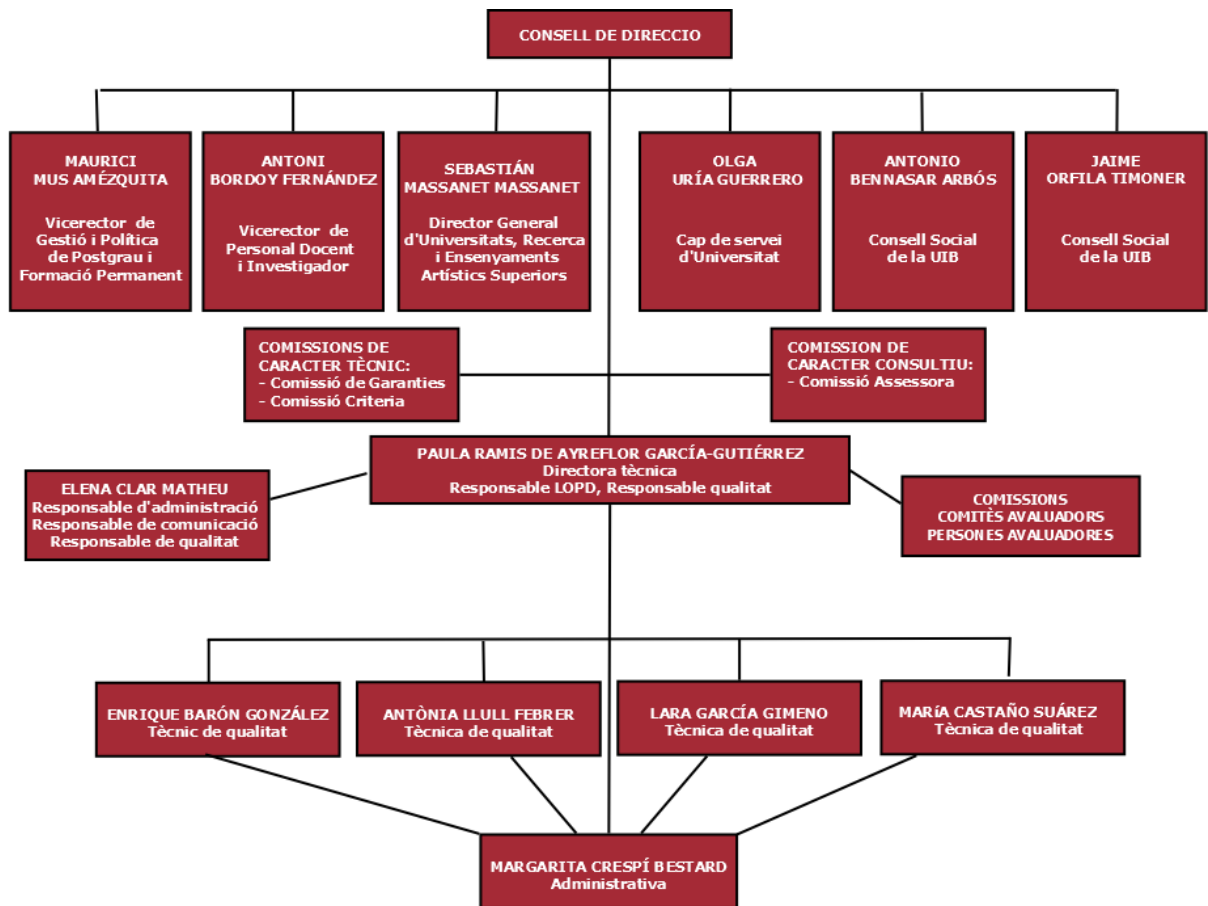 CONSELL DE DIRECCIO
MAURICI
MUS AMÉZQUITA
Vicerector de
Gestió i Política
de Postgrau i
Formació Permanent
ANTONI
BORDOY FERNÁNDEZ
Vicerector de
Personal Docent
i Investigador
SEBASTIÁN
MASSANET MASSANET
Director General
d'Universitats, Recerca
i Ensenyaments
Artístics Superiors
OLGA
URÍA GUERRERO
Cap de servei
d'Universitat
ANTONIO
BENNASAR ARBÓS
Consell Social
de la UIB
JAIME
ORFILA TIMONER
Consell Social
de la UIB
COMISSIONS DE
CARACTER TÈCNIC:
- Comissió de Garanties
- Comissió Criteria
COMISSION DE
CARACTER CONSULTIU:
- Comissió Assessora
PAULA RAMIS DE AYREFLOR GARCÍA-GUTIÉRREZ
Directora tècnica
Responsable LOPD, Responsable qualitat
ELENA CLAR MATHEU
Responsable d'administració
Responsable de comunicació
Responsable de qualitat
COMISSIONS
COMITÈS AVALUADORS
PERSONES AVALUADORES
ENRIQUE BARÓN GONZÁLEZ
Tècnic de qualitat
ANTÒNIA LLULL FEBRER
Tècnica de qualitat
LARA GARCÍA GIMENO
Tècnica de qualitat
MARíA CASTAÑO SUÁREZ
Tècnica de qualitat
MARGARITA CRESPÍ BESTARD
Administrativa